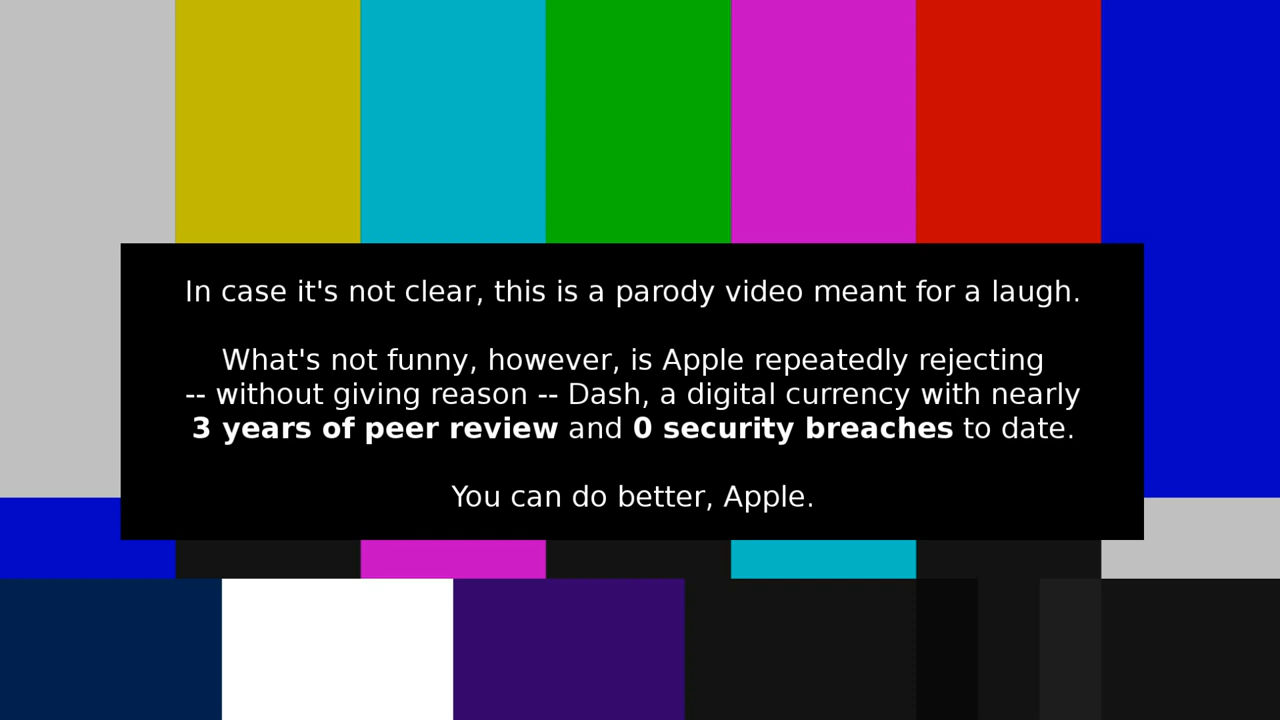 In case it's not clear, this is a parody video meant for a laugh.
What's not funny, however, is Apple repeatedly rejecting
-- without giving reason -- Dash, a digital currency with nearly
3 years of peer review and 0 security breaches to date.
You can do better, Apple.